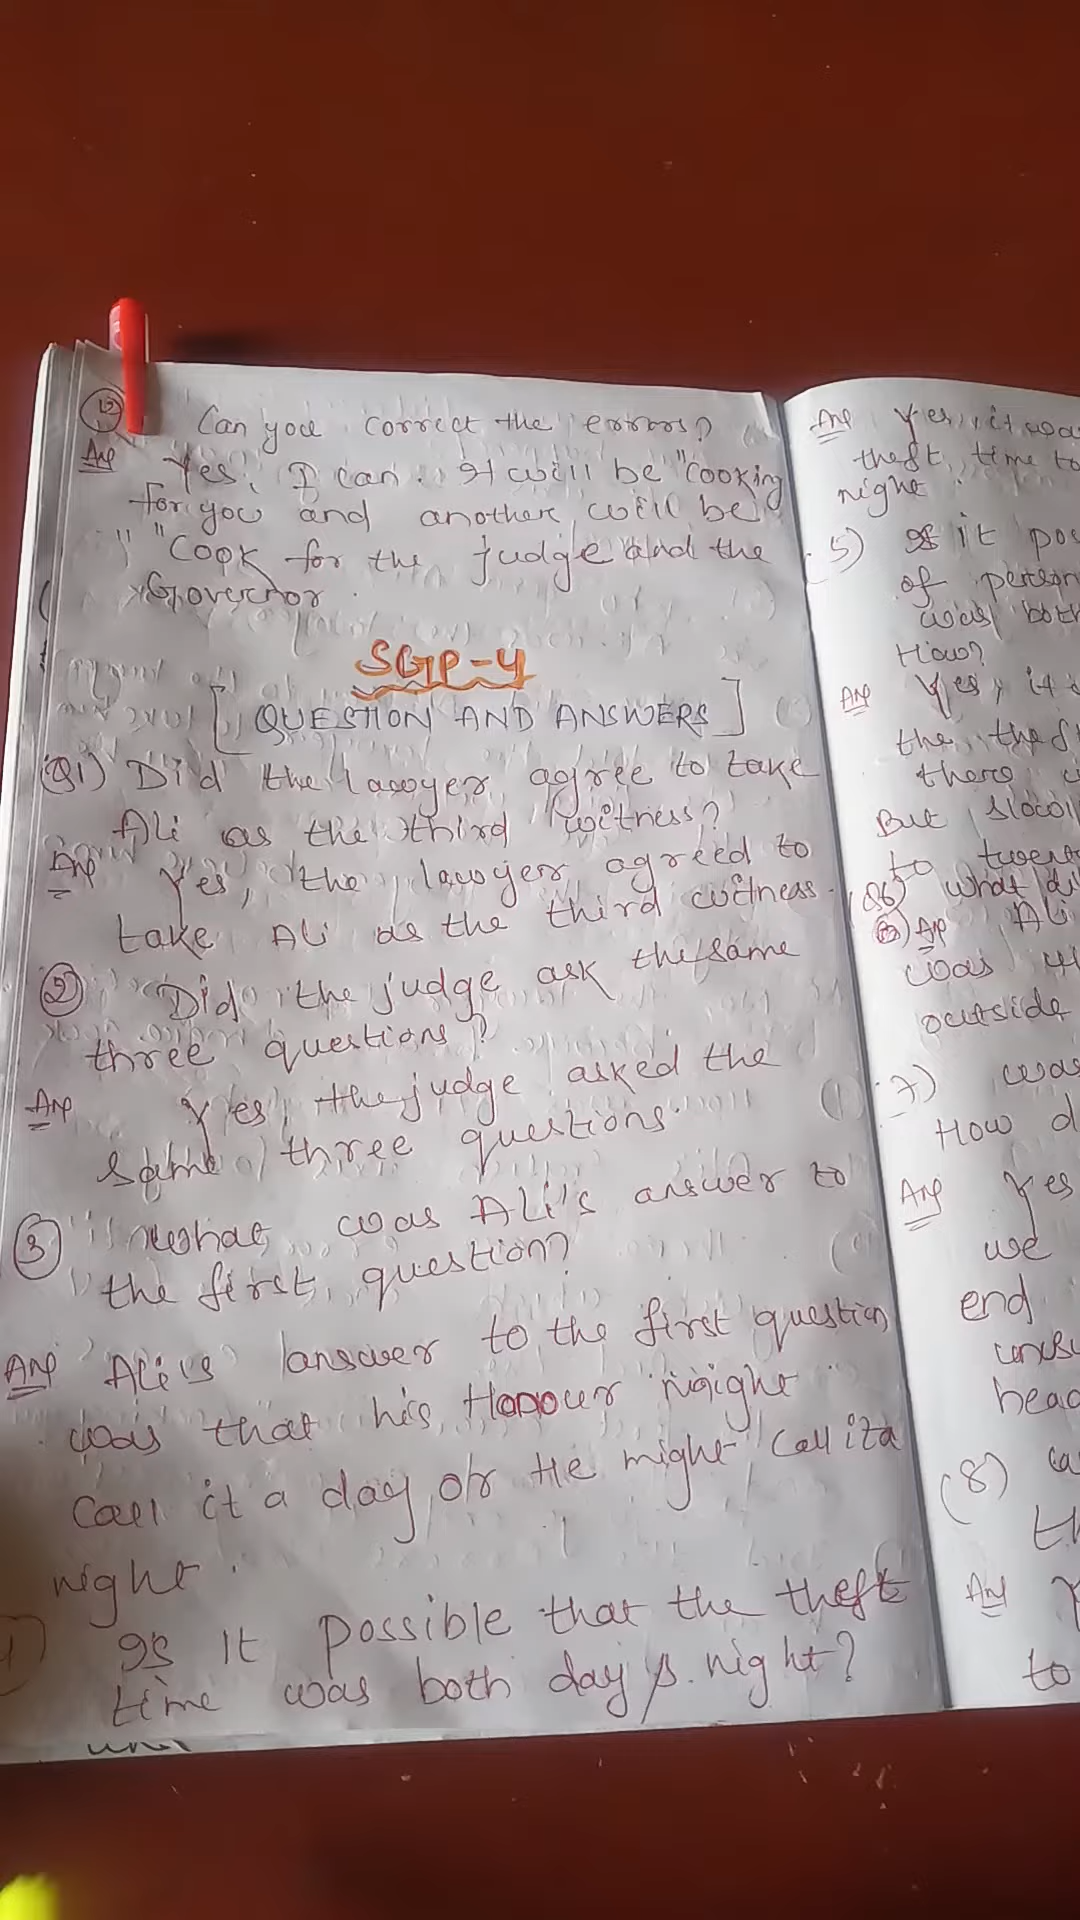 12 Can you correct the errors?
Ans Yes, I can. It will be "Cooking
for you and another will be
" "Cook for the judge and the
Governor.
SGP-4
[QUESTION AND ANSWERS]
Q1) Did the lawyer agree to take
Ali as the third witness?
Ans Yes, the lawyer agreed to
take Ali as the third witness.
2 Did the judge ask the same
three questions?
Ans Yes, the judge asked the
same three questions.
3 what was Ali's answer to
the first question?
Ans Ali's answer to the first question
was that his Honour might
call it a day or He might call it a
night.
Is It possible that the theft
time was both day & night?
Ans Yes, it wa
theft time to
night.
5) Is it pos
of person
was both
How?
Ans Yes, it
the thef
there
But slowl
to twent
Q6) what di
Ans Ali
was
outside
7) was
How d
Ans Yes
we
end
head
(8) ca
th
Ans Y
to